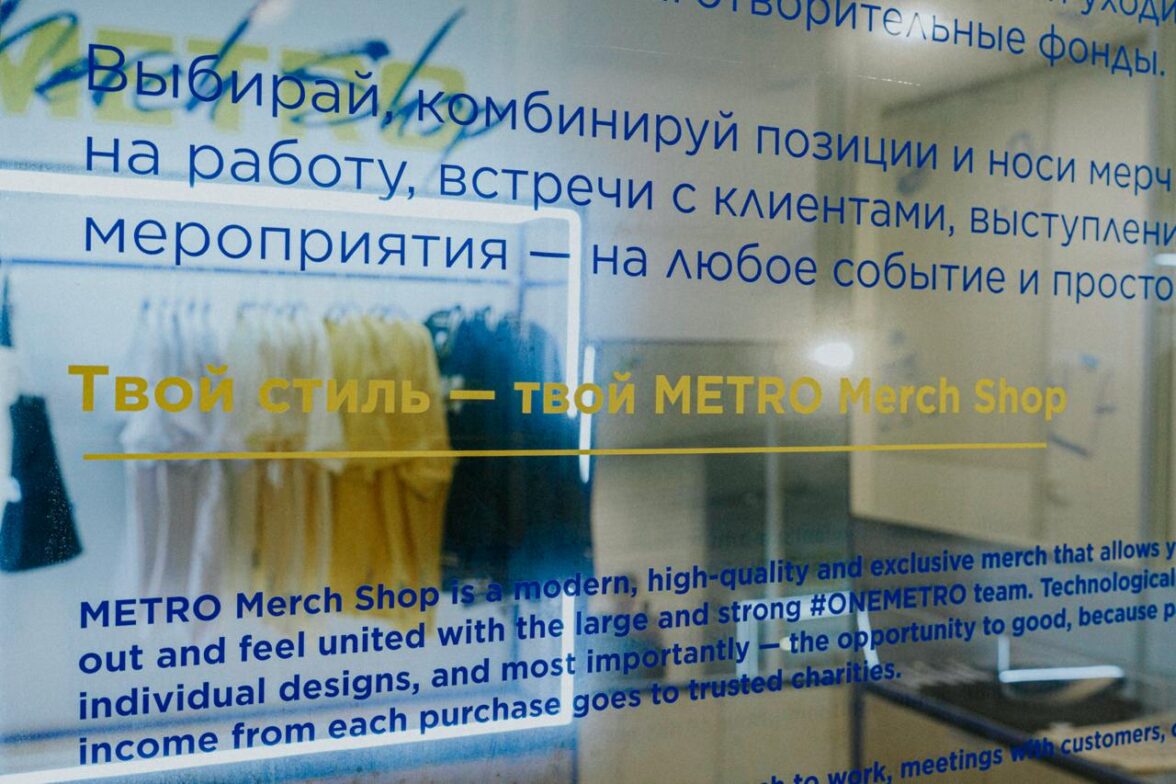 METRO
Merch Shop
фонды.
Выбирай, комбинируй позиции и носи мерч
на работу, встречи с клиентами,
мероприятия — на любое событие и просто
Твой стиль — твой METRO Merch Shop
METRO Merch Shop is a modern, high-quality and exclusive merch that allows
out and feel united with the large and strong #ONEMETRO team. Technological
individual designs, and most importantly — the opportunity to good, because
income from each purchase goes to trusted charities.
to work, meetings with customers,